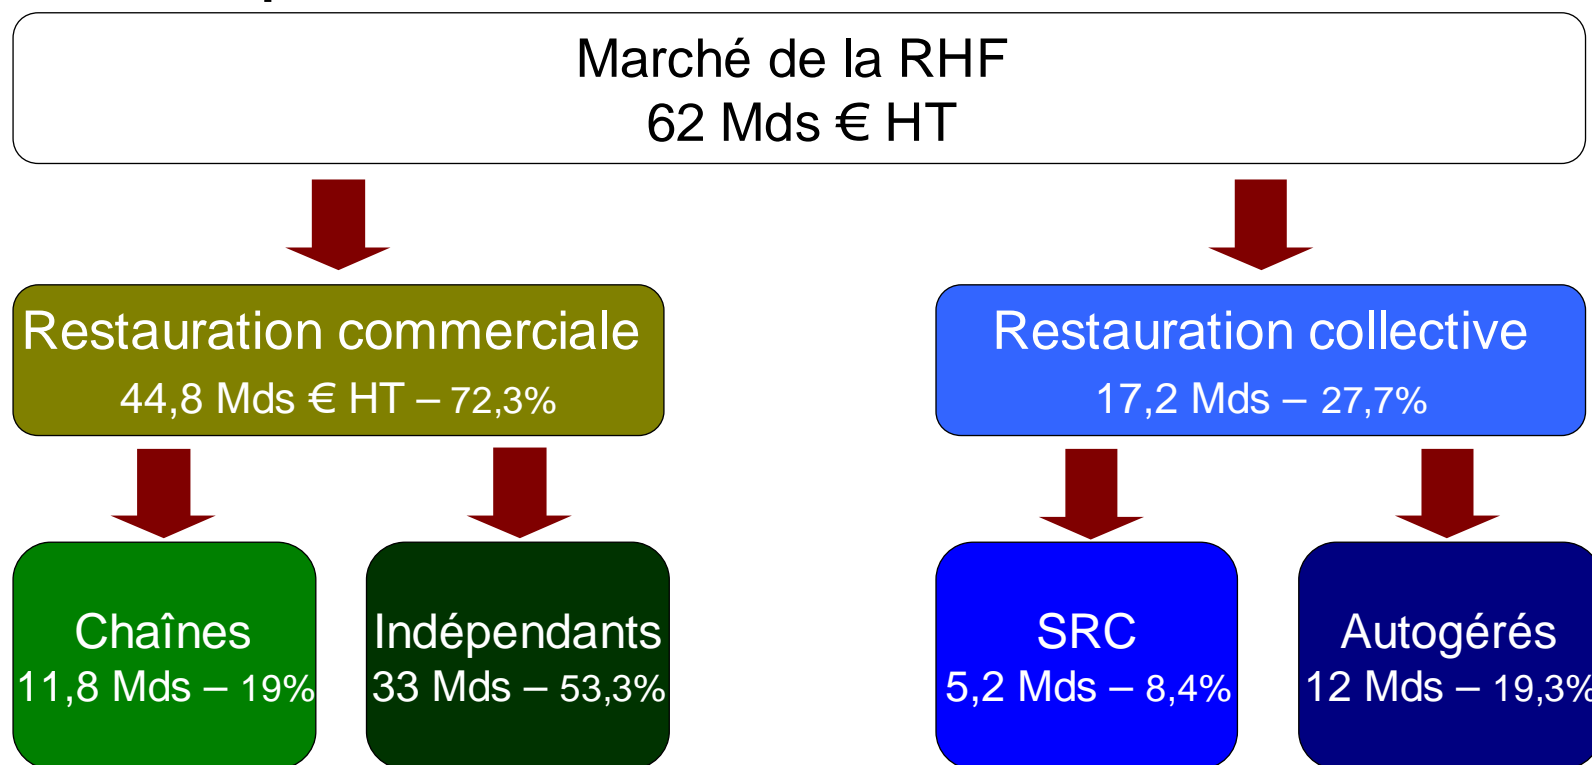 Marché de la RHF
62 Mds € HT
Restauration commerciale
44,8 Mds € HT – 72,3%
Restauration collective
17,2 Mds – 27,7%
Chaînes
11,8 Mds – 19%
Indépendants
33 Mds – 53,3%
SRC
5,2 Mds – 8,4%
Autogérés
12 Mds – 19,3%